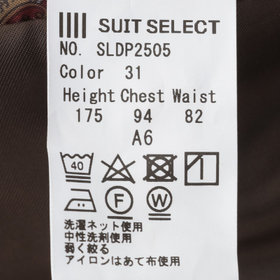 SUIT SELECT
NO. SLDP2505
Color 31
Height Chest Waist
175 94 82
A6
40
F W
洗濯ネット使用
中性洗剤使用
弱く絞る
アイロンはあて布使用